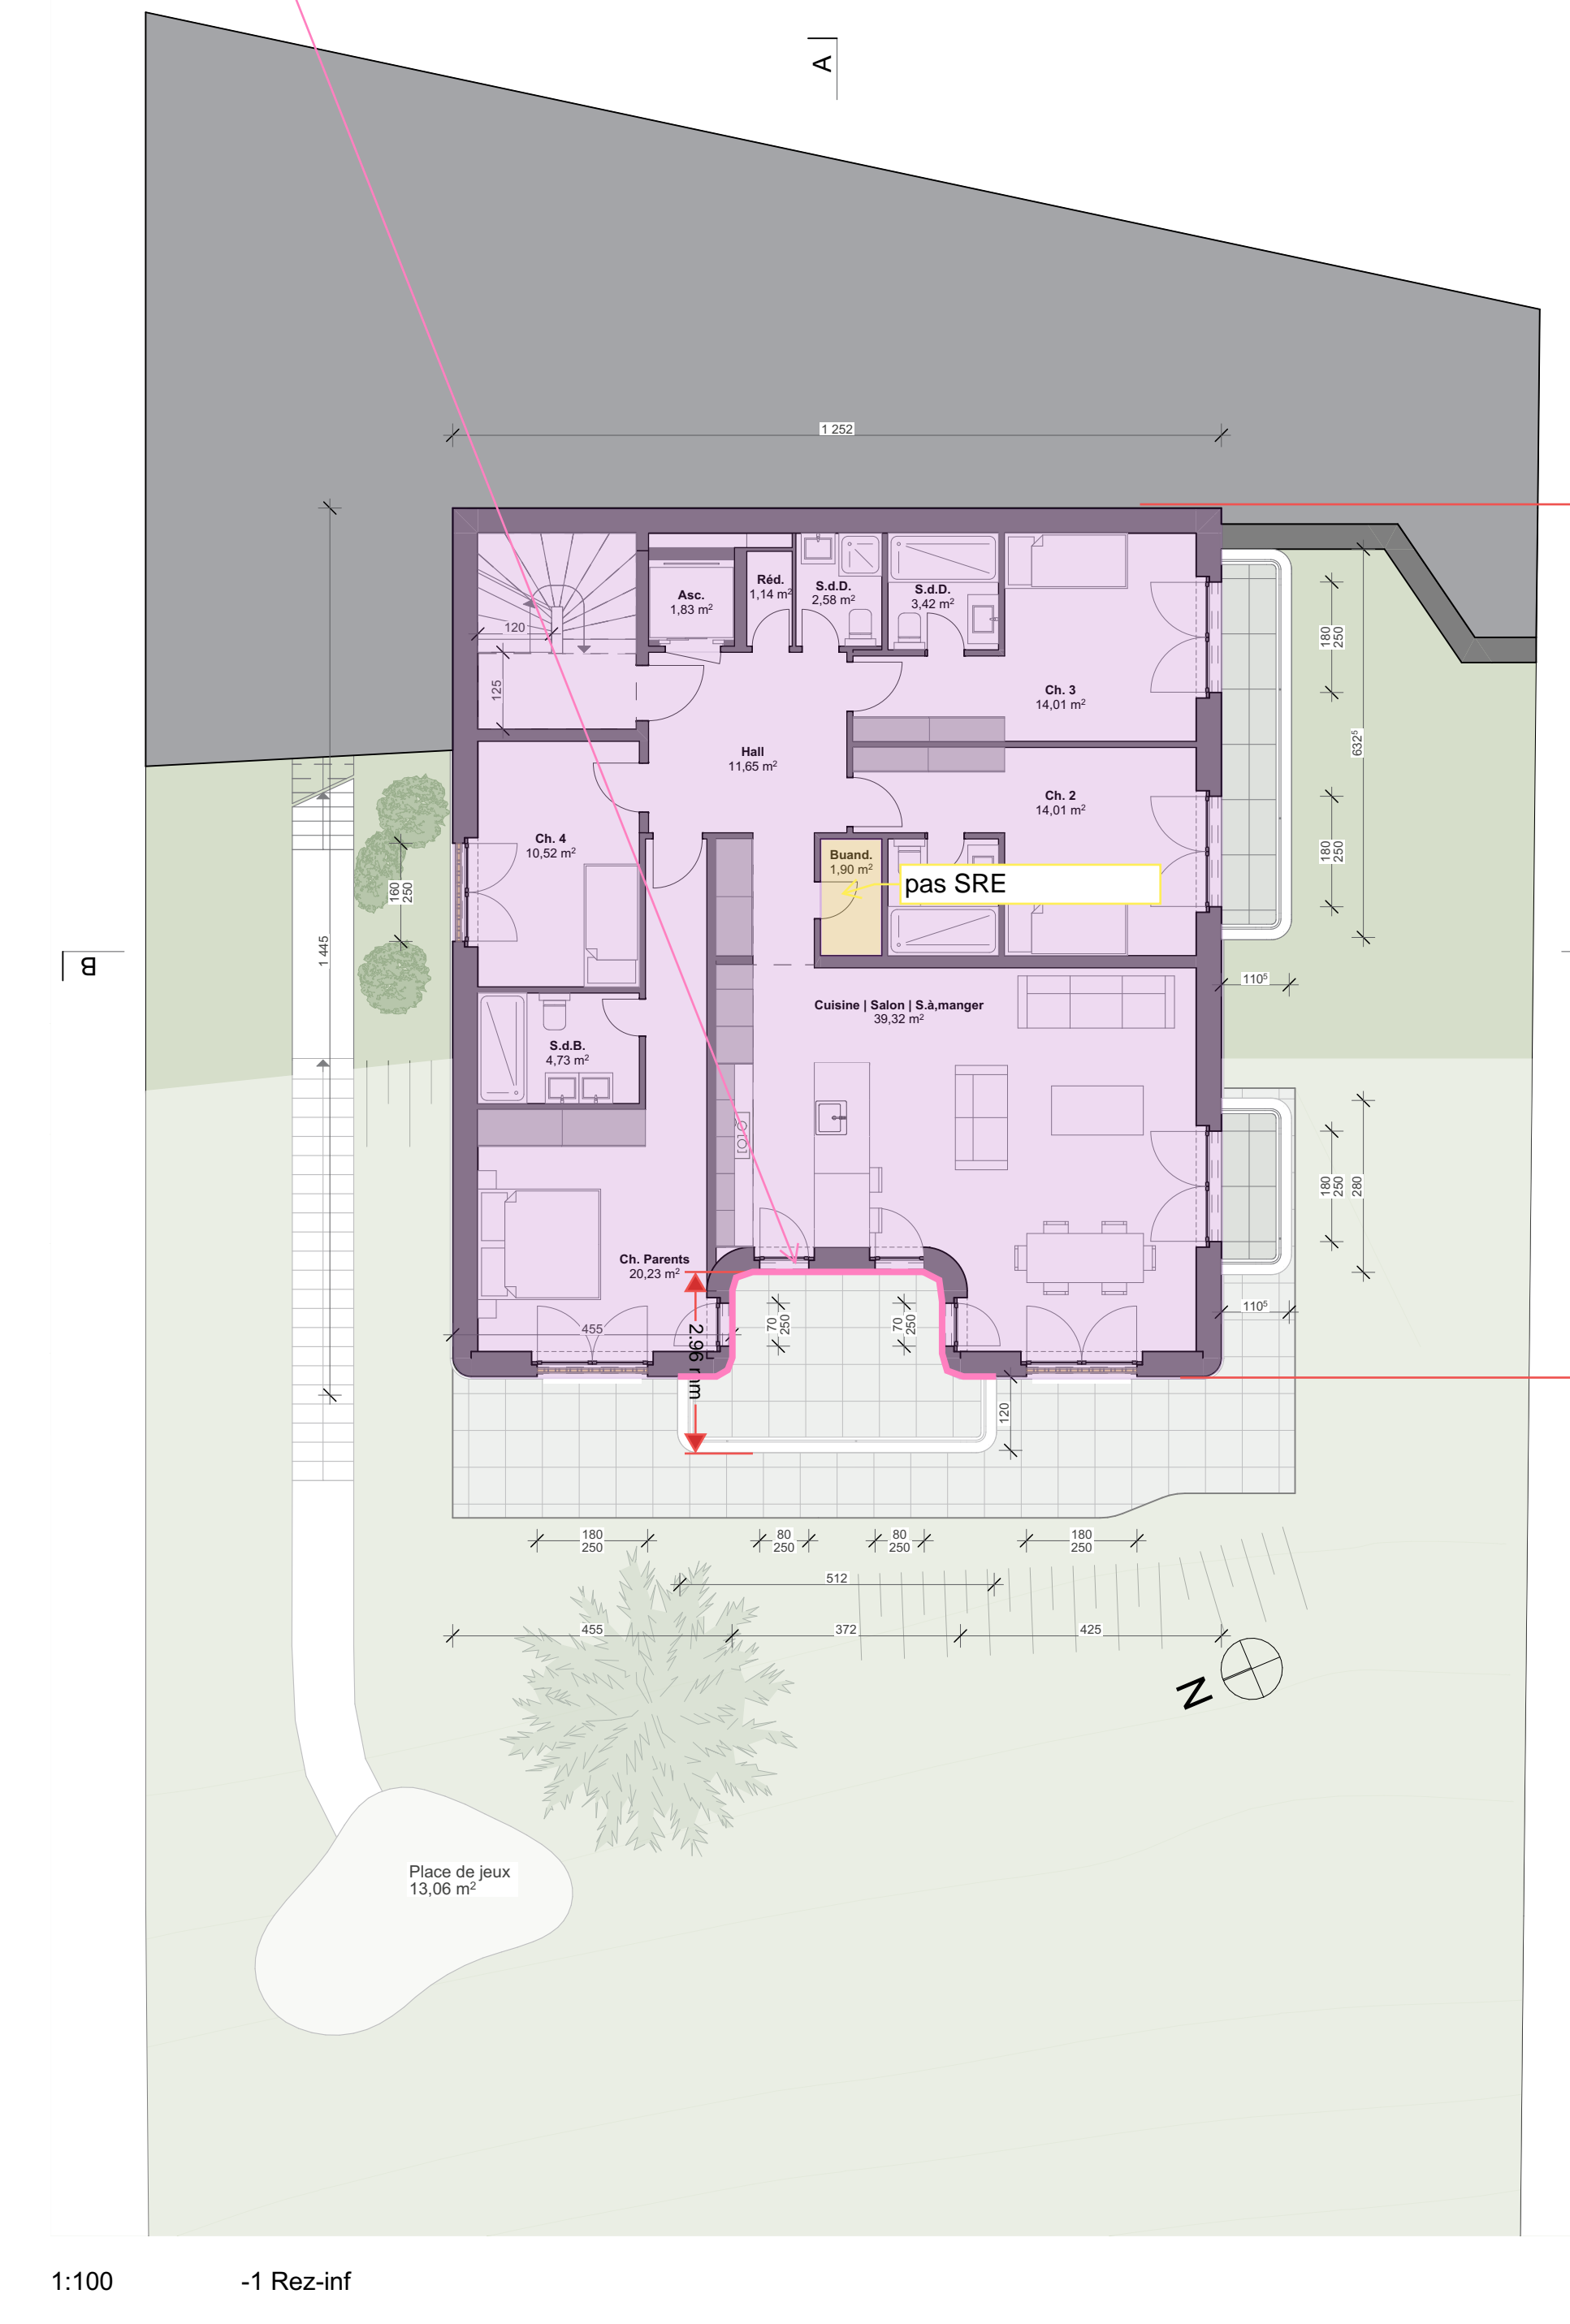 A
1 252
Asc.
1,83 m²
Réd.
1,14 m²
S.d.D.
2,58 m²
S.d.D.
3,42 m²
120
125
180
250
Ch. 3
14,01 m²
632⁵
Hall
11,65 m²
Ch. 2
14,01 m²
Ch. 4
10,52 m²
Buand.
1,90 m²
pas SRE
180
250
160
250
1 445
B
110⁵
Cuisine | Salon | S.à,manger
39,32 m²
S.d.B.
4,73 m²
180
250
280
Ch. Parents
20,23 m²
110⁵
455
2.96 mm
70
250
70
250
120
180
250
80
250
80
250
180
250
512
455
372
425
N
Place de jeux
13,06 m²
1:100
-1 Rez-inf